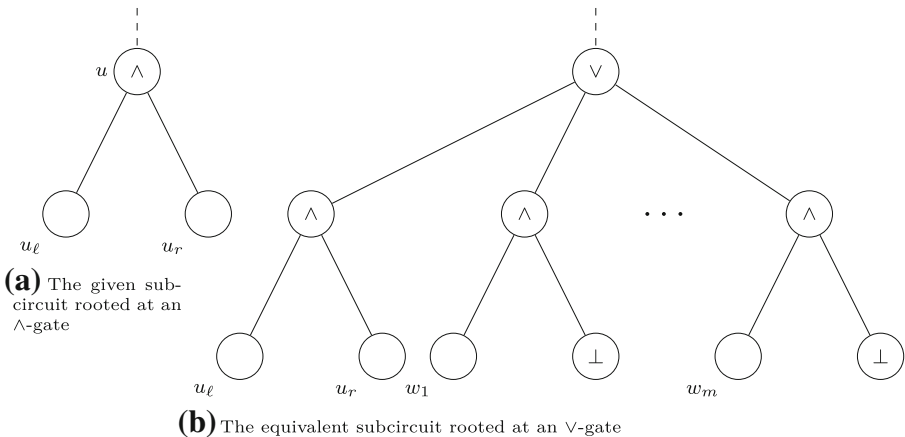 u ∧ ∨
∧ ∧ · · · ∧
u_ℓ u_r
(a) The given sub-
circuit rooted at an
∧-gate
⊥ ⊥
u_ℓ u_r w_1 w_m
(b) The equivalent subcircuit rooted at an ∨-gate